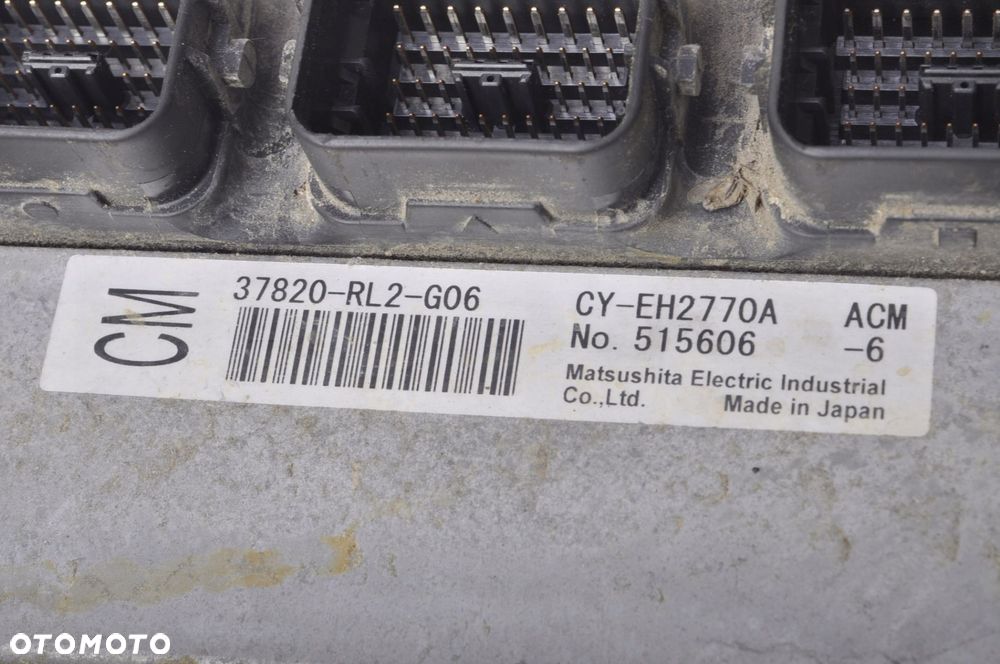 CM
37820-RL2-G06
CY-EH2770A ACM
No. 515606 -6
Matsushita Electric Industrial
Co.,Ltd. Made in Japan
OTOMOTO